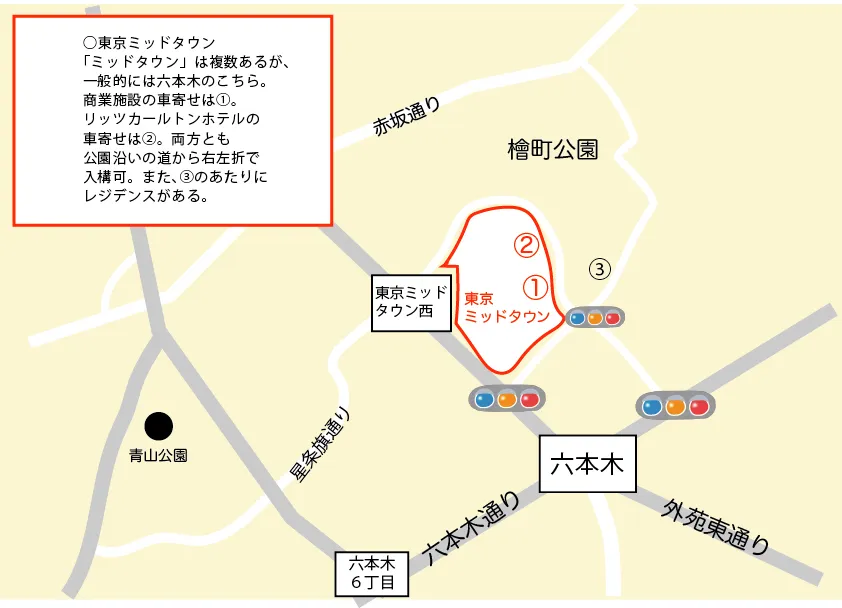 ○東京ミッドタウン
「ミッドタウン」は複数あるが、
一般的には六本木のこちら。
商業施設の車寄せは①。
リッツカールトンホテルの
車寄せは②。両方とも
公園沿いの道から右左折で
入構可。また、③のあたりに
レジデンスがある。
赤坂通り
檜町公園
②
③
①
東京ミッド
タウン西
東京
ミッドタウン
星条旗通り
青山公園
六本木
六本木通り
外苑東通り
六本木
６丁目